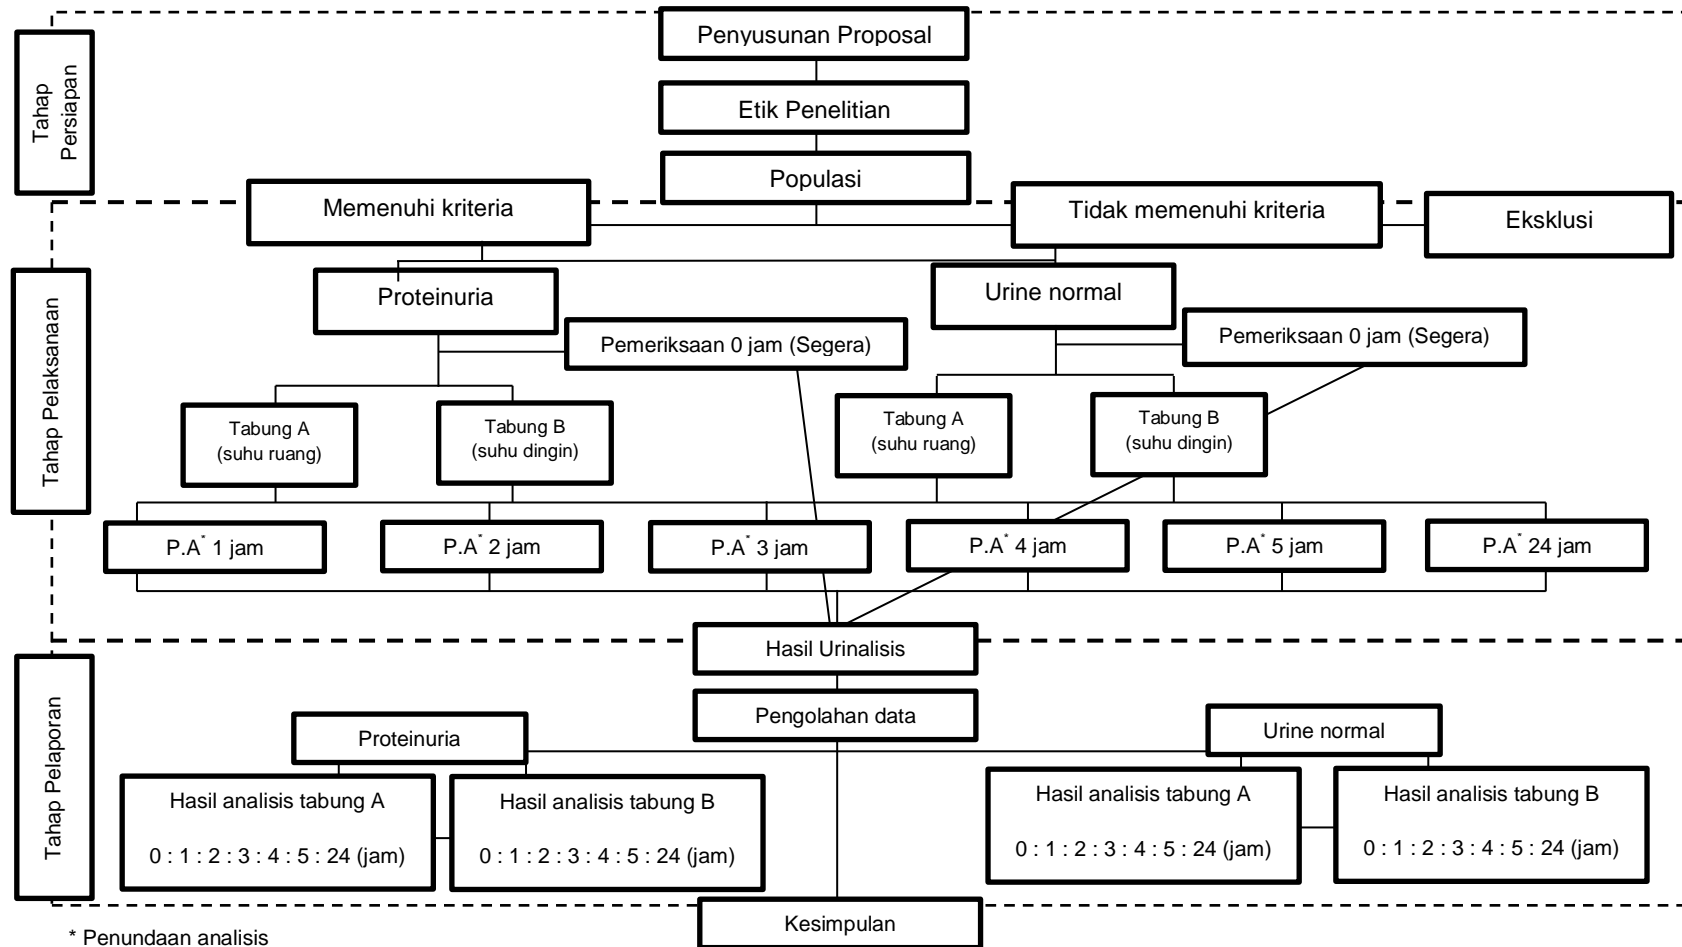 Penyusunan Proposal
Tahap
Persiapan
Etik Penelitian
Populasi
Memenuhi kriteria
Tidak memenuhi kriteria
Eksklusi
Tahap Pelaksanaan
Proteinuria
Urine normal
Pemeriksaan 0 jam (Segera)
Pemeriksaan 0 jam (Segera)
Tabung A
(suhu ruang)
Tabung B
(suhu dingin)
Tabung A
(suhu ruang)
Tabung B
(suhu dingin)
P.A* 1 jam
P.A* 2 jam
P.A* 3 jam
P.A* 4 jam
P.A* 5 jam
P.A* 24 jam
Hasil Urinalisis
Tahap Pelaporan
Pengolahan data
Proteinuria
Urine normal
Hasil analisis tabung A
0 : 1 : 2 : 3 : 4 : 5 : 24 (jam)
Hasil analisis tabung B
0 : 1 : 2 : 3 : 4 : 5 : 24 (jam)
Hasil analisis tabung A
0 : 1 : 2 : 3 : 4 : 5 : 24 (jam)
Hasil analisis tabung B
0 : 1 : 2 : 3 : 4 : 5 : 24 (jam)
Kesimpulan
* Penundaan analisis